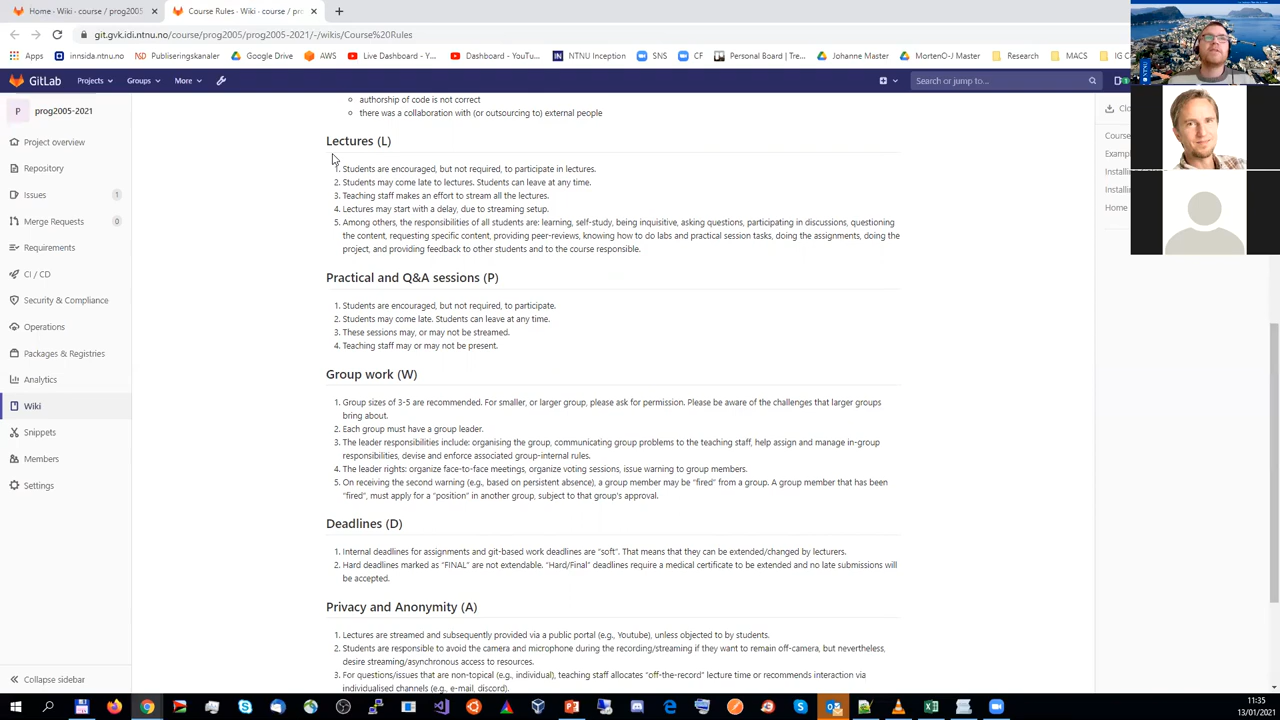 Home · Wiki · course / prog2005
Course Rules · Wiki · course / pro
git.gvk.idi.ntnu.no/course/prog2005/prog2005-2021/-/wikis/Course%20Rules
Apps
innsida.ntnu.no
Publiseringskanaler
Google Drive
AWS
Live Dashboard - Yo...
Dashboard - YouTu...
NTNU Inception
SNS
CF
Personal Board | Tre...
Johanne Master
MortenO-J Master
Research
MACS
IG C
GitLab
Projects
Groups
More
Search or jump to...
prog2005-2021
Project overview
Repository
Issues 1
Merge Requests 0
Requirements
CI / CD
Security & Compliance
Operations
Packages & Registries
Analytics
Wiki
Snippets
Members
Settings
Collapse sidebar
authorship of code is not correct
there was a collaboration with (or outsourcing to) external people
Lectures (L)
1. Students are encouraged, but not required, to participate in lectures.
2. Students may come late to lectures. Students can leave at any time.
3. Teaching staff makes an effort to stream all the lectures.
4. Lectures may start with a delay, due to streaming setup.
5. Among others, the responsibilities of all students are: learning, self-study, being inquisitive, asking questions, participating in discussions, questioning
the content, requesting specific content, providing peer-reviews, knowing how to do labs and practical session tasks, doing the assignments, doing the
project, and providing feedback to other students and to the course responsible.
Practical and Q&A sessions (P)
1. Students are encouraged, but not required, to participate.
2. Students may come late. Students can leave at any time.
3. These sessions may, or may not be streamed.
4. Teaching staff may or may not be present.
Group work (W)
1. Group sizes of 3-5 are recommended. For smaller, or larger group, please ask for permission. Please be aware of the challenges that larger groups
bring about.
2. Each group must have a group leader.
3. The leader responsibilities include: organising the group, communicating group problems to the teaching staff, help assign and manage in-group
responsibilities, devise and enforce associated group-internal rules.
4. The leader rights: organize face-to-face meetings, organize voting sessions, issue warning to group members.
5. On receiving the second warning (e.g., based on persistent absence), a group member may be "fired" from a group. A group member that has been
"fired", must apply for a "position" in another group, subject to that group's approval.
Deadlines (D)
1. Internal deadlines for assignments and git-based work deadlines are "soft". That means that they can be extended/changed by lecturers.
2. Hard deadlines marked as "FINAL" are not extendable. "Hard/Final" deadlines require a medical certificate to be extended and no late submissions will
be accepted.
Privacy and Anonymity (A)
1. Lectures are streamed and subsequently provided via a public portal (e.g., Youtube), unless objected to by students.
2. Students are responsible to avoid the camera and microphone during the recording/streaming if they want to remain off-camera, but nevertheless,
desire streaming/asynchronous access to resources.
3. For questions/issues that are non-topical (e.g., individual), teaching staff allocates "off-the-record" lecture time or recommends interaction via
individualised channels (e.g., e-mail, discord).
Clo
Course
Exampl
Installin
Installin
Home
NTNU
11:35
13/01/2021